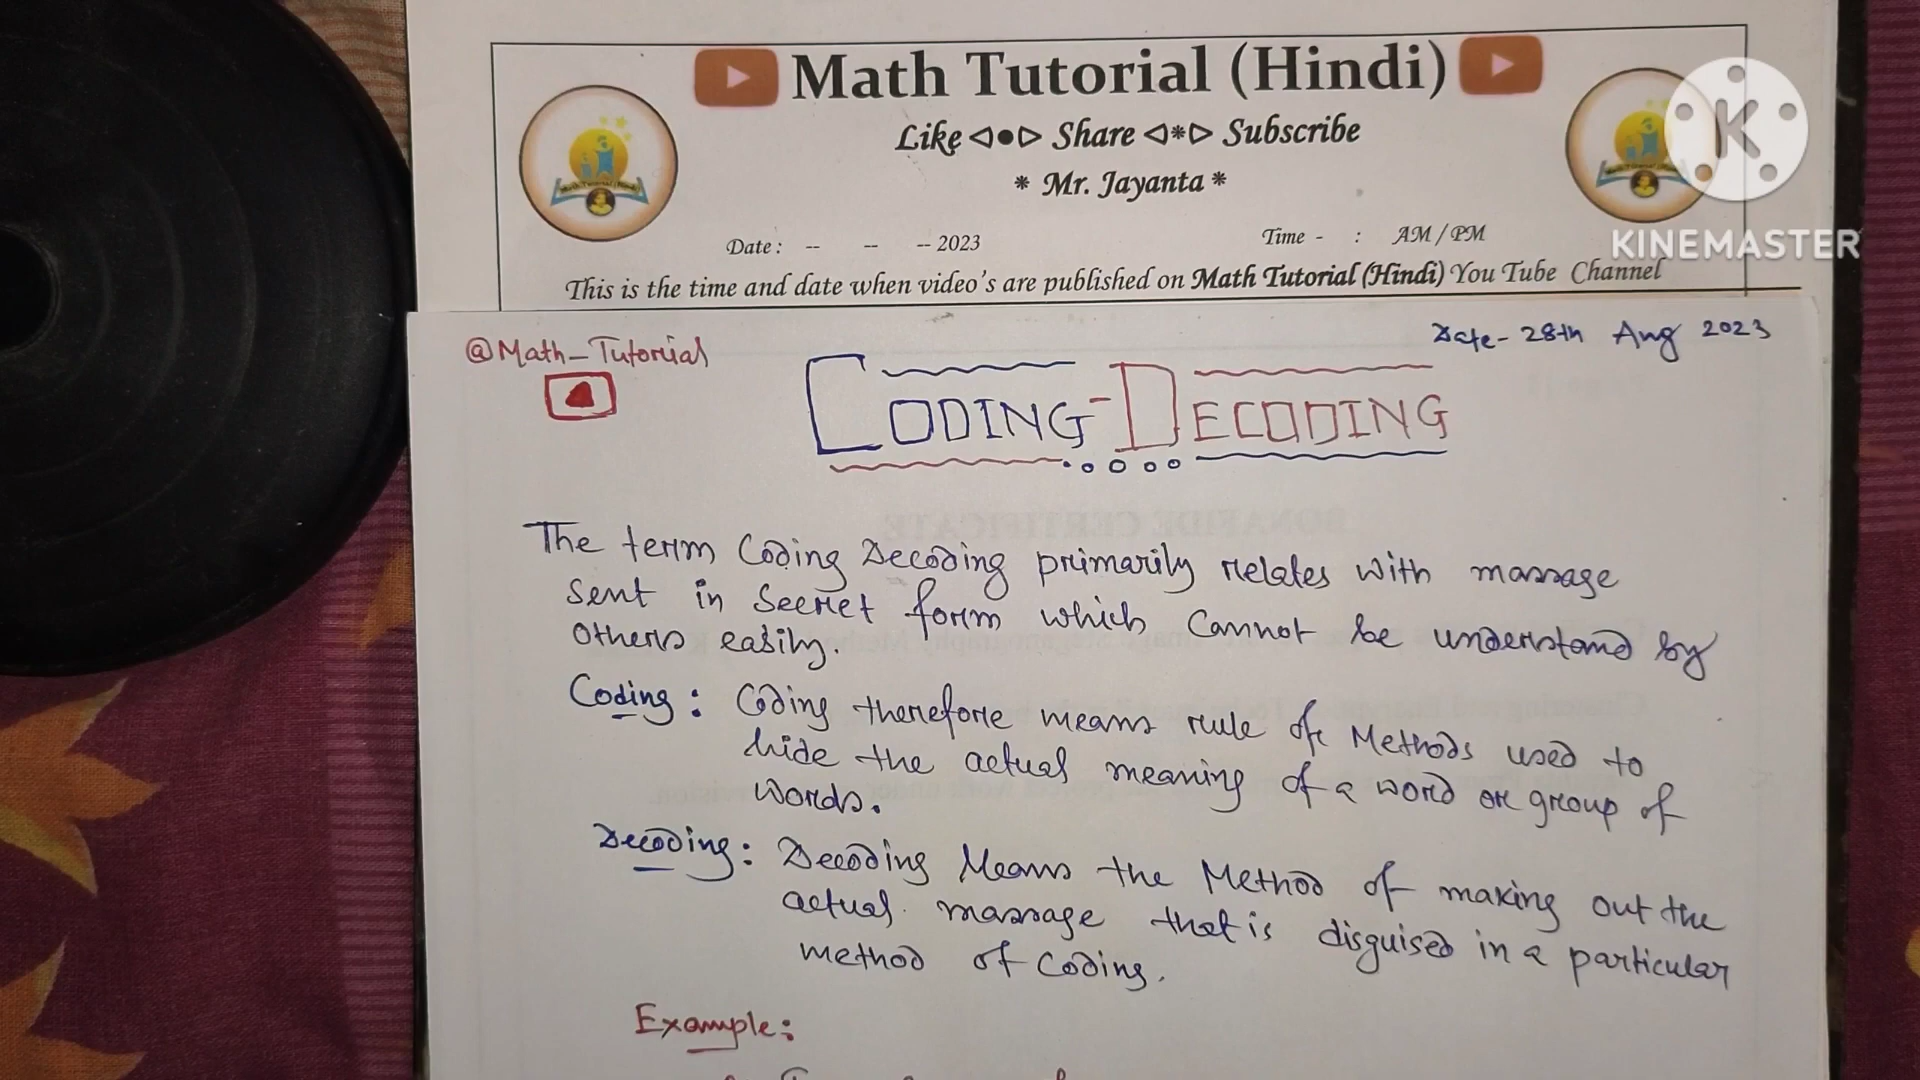 Math Tutorial (Hindi)
Like ◁●▷ Share ◁*▷ Subscribe
* Mr. Jayanta *
Date : -- -- -- 2023 Time - : AM / PM
This is the time and date when video's are published on Math Tutorial (Hindi) You Tube Channel
K
KINEMASTER
@Math_Tutorial
Date - 28th Aug 2023
CODING-DECODING
The term Coding Decoding primarily relates with massage
sent in Secret form which Cannot be understand by
others easily.
Coding : Coding therefore means rule of Methods used to
hide the actual meaning of a word or group of
words.
Decoding : Decoding Means the Method of making out the
actual massage that is disguised in a particular
method of Coding.
Example :